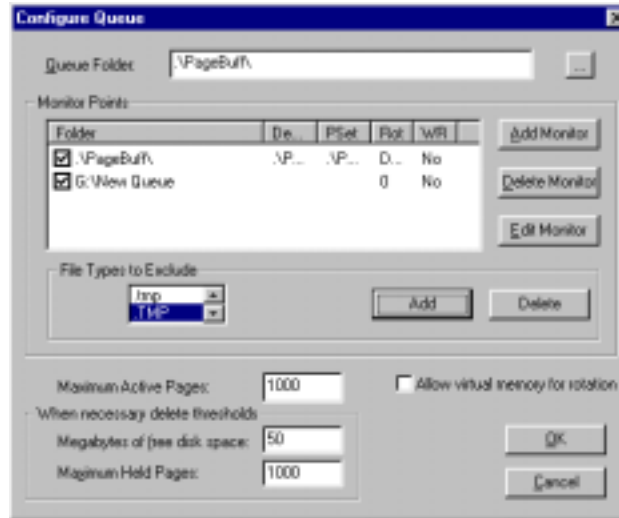 Configure Queue
Queue Folder: .\PageBuff\ ...
Monitor Points
Folder De... PSet Rot WR
.\PageBuff\ .\P... .\P... D... No
G:\New Queue 0 No
Add Monitor
Delete Monitor
Edit Monitor
File Types to Exclude
.tmp
.TMP
Add
Delete
Maximum Active Pages: 1000
Allow virtual memory for rotation
When necessary delete thresholds
Megabytes of free disk space: 50
Maximum Held Pages: 1000
OK
Cancel